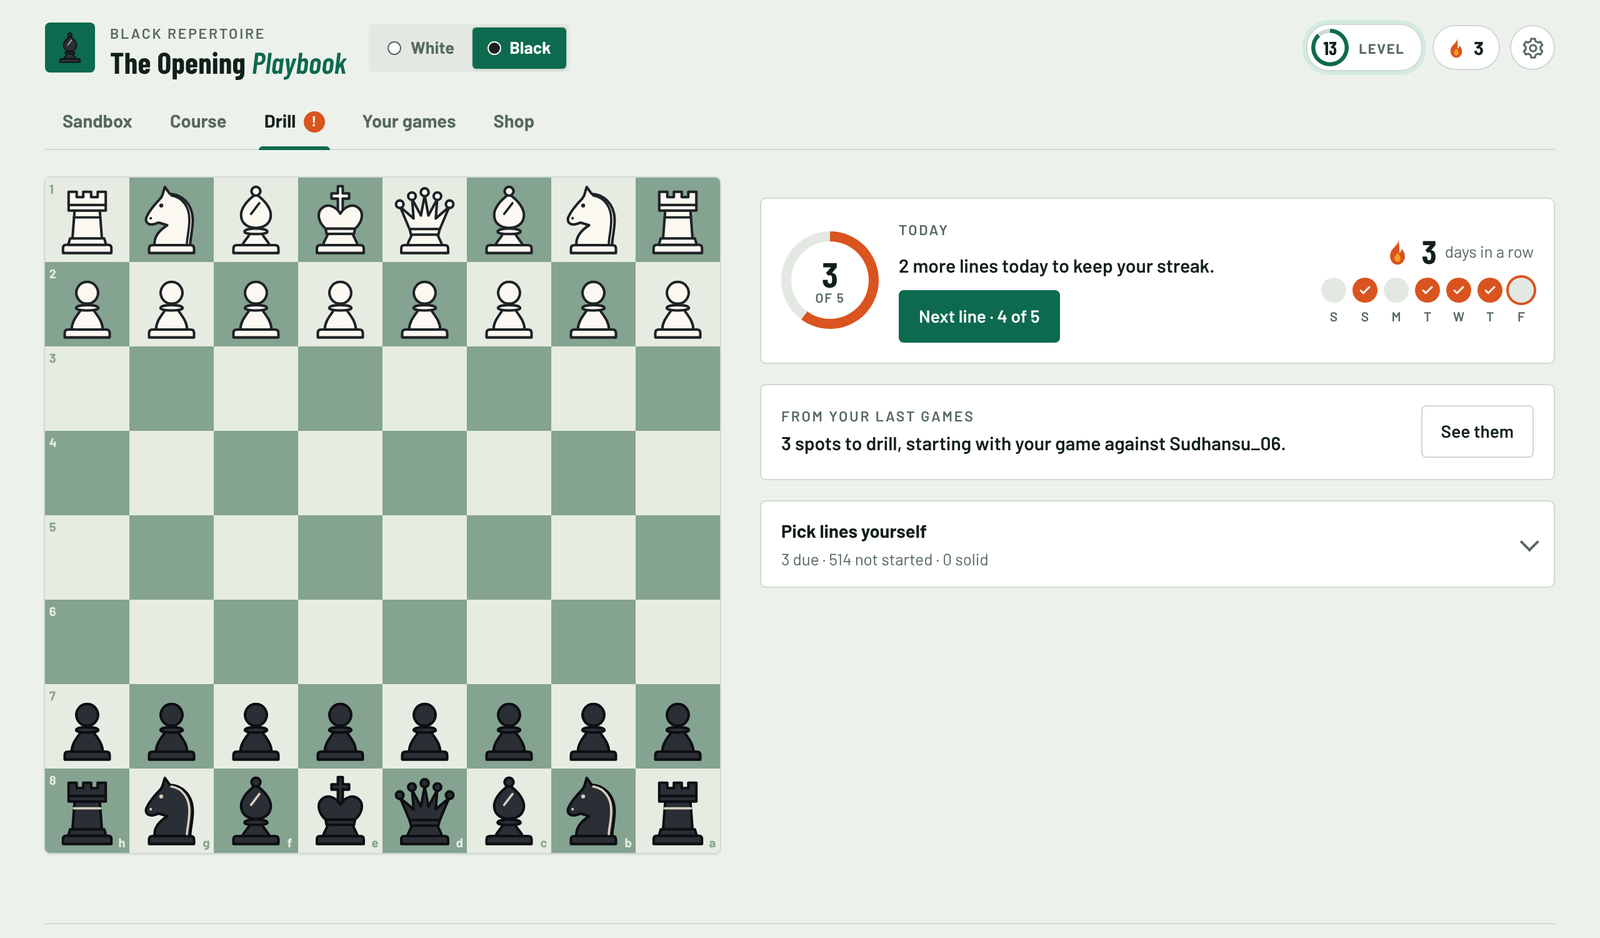 BLACK REPERTOIRE
The Opening Playbook
White
Black
13 LEVEL
3
Sandbox
Course
Drill !
Your games
Shop
1
2
3
4
5
6
7
8
h g f e d c b a
3
OF 5
TODAY
2 more lines today to keep your streak.
Next line · 4 of 5
3 days in a row
S S M T W T F
FROM YOUR LAST GAMES
3 spots to drill, starting with your game against Sudhansu_06.
See them
Pick lines yourself
3 due · 514 not started · 0 solid